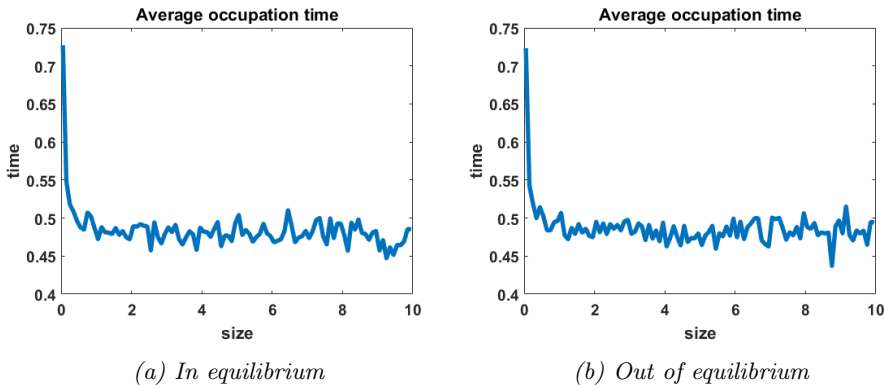 Average occupation time
0.75
0.7
0.65
0.6
0.55
0.5
0.45
0.4
time
0 2 4 6 8 10
size
(a) In equilibrium
Average occupation time
0.75
0.7
0.65
0.6
0.55
0.5
0.45
0.4
time
0 2 4 6 8 10
size
(b) Out of equilibrium